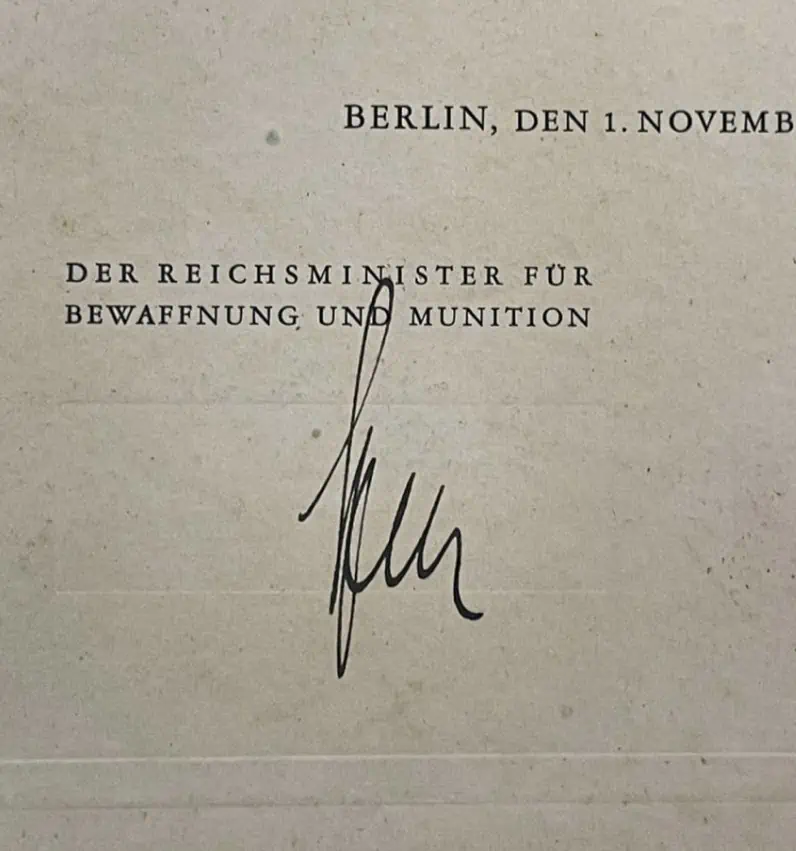 BERLIN, DEN 1. NOVEMB
DER REICHSMINISTER FÜR
BEWAFFNUNG UND MUNITION